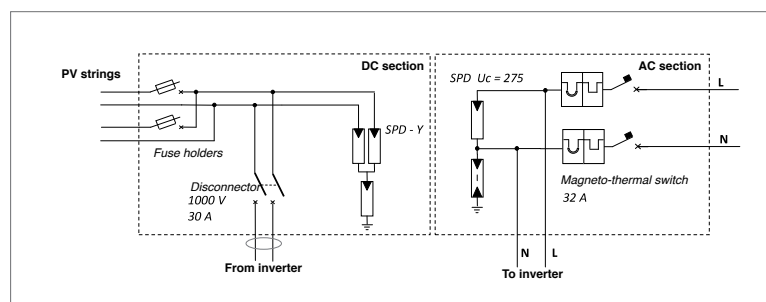 PV strings
DC section
SPD - Y
Fuse holders
Disconnector
1000 V
30 A
From inverter
SPD Uc = 275
AC section
L
N
Magneto-thermal switch
32 A
N
L
To inverter